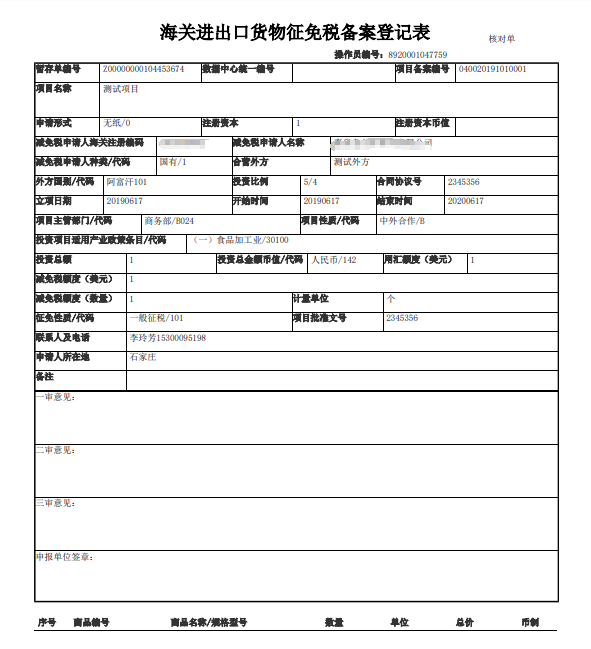 海关进出口货物征免税备案登记表
核对单
操作员编号：8920001047759
暂存单编号 Z00000000104453674 数据中心统一编号 项目备案编号 040020191010001
项目名称 测试项目
申请形式 无纸/0 注册资本 1 注册资本币值
减免税申请人海关注册编码 减免税申请人名称
减免税申请人种类/代码 国有/1 合营外方 测试外方
外方国别/代码 阿富汗101 投资比例 5/4 合同协议号 2345356
立项日期 20190617 开始时间 20190617 结束时间 20200617
项目主管部门/代码 商务部/B024 项目性质/代码 中外合作/B
投资项目适用产业政策条目/代码 （一）食品加工业/30100
投资总额 1 投资总金额币值/代码 人民币/142 用汇额度（美元） 1
减免税额度（美元） 1
减免税额度（数量） 1 计量单位 个
征免性质/代码 一般征税/101 项目批准文号 2345356
联系人及电话 李玲芳15300095198
申请人所在地 石家庄
备注
一审意见：
二审意见：
三审意见：
申报单位签章：
序号 商品编号 商品名称/规格型号 数量 单位 总价 币制